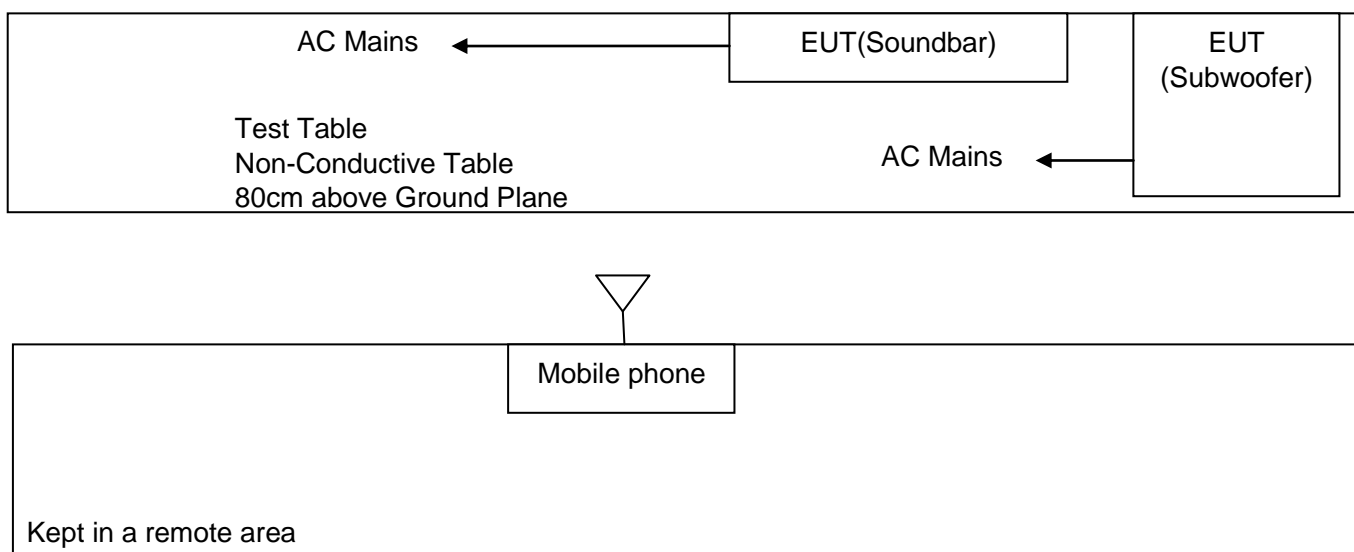 AC Mains
EUT(Soundbar)
EUT
(Subwoofer)
Test Table
Non-Conductive Table
80cm above Ground Plane
AC Mains
Mobile phone
Kept in a remote area